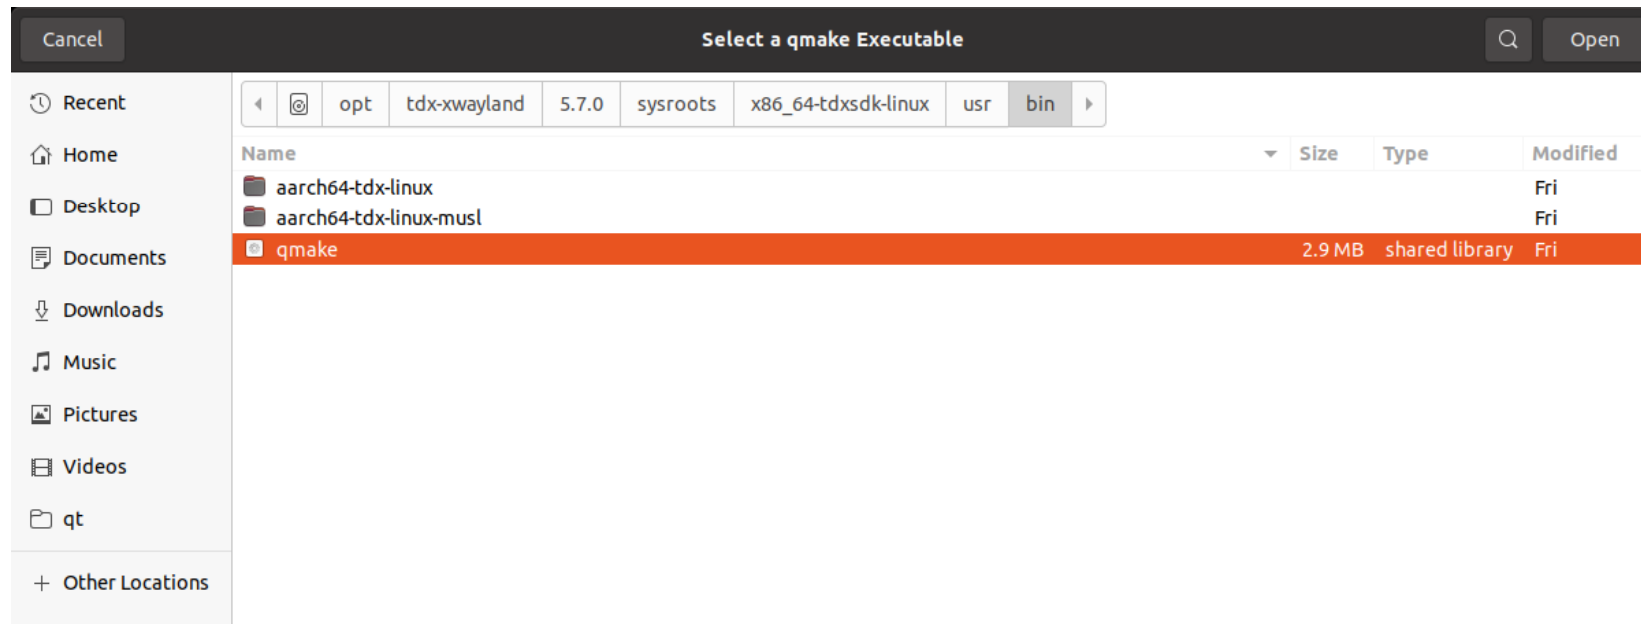 Cancel Select a qmake Executable Open
Recent
Home
Desktop
Documents
Downloads
Music
Pictures
Videos
qt
Other Locations
opt tdx-xwayland 5.7.0 sysroots x86_64-tdxsdk-linux usr bin
Name Size Type Modified
aarch64-tdx-linux Fri
aarch64-tdx-linux-musl Fri
qmake 2.9 MB shared library Fri